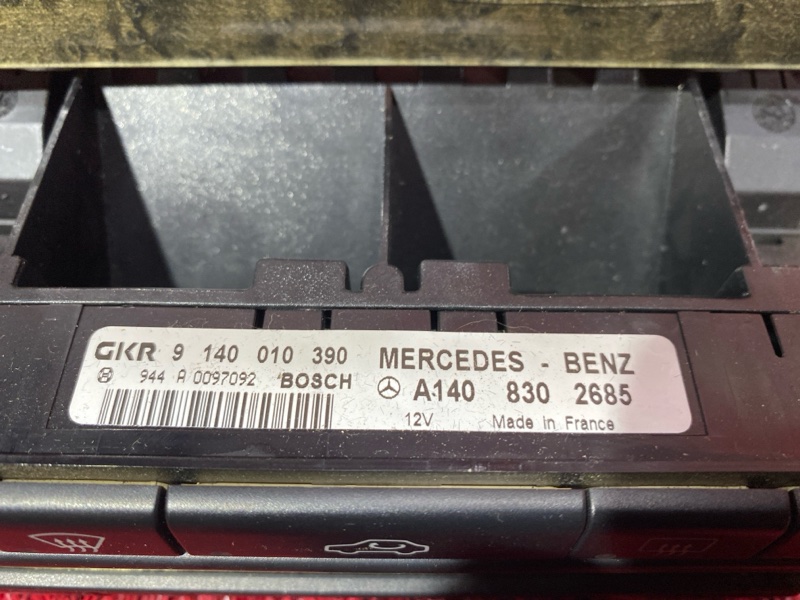 GKR 9 140 010 390 MERCEDES - BENZ
944 A 0097092 BOSCH A140 830 2685
12V Made in France